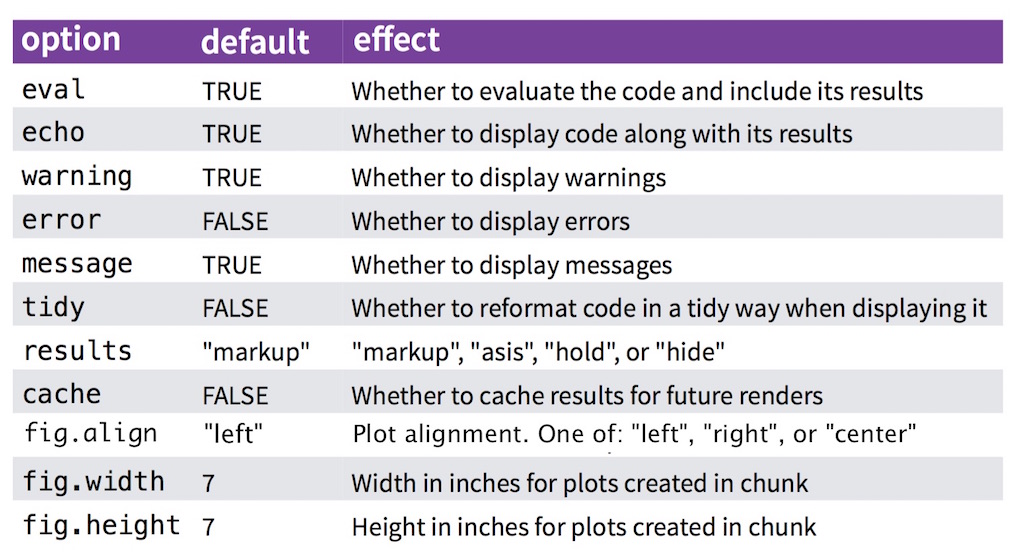 option default effect
eval TRUE Whether to evaluate the code and include its results
echo TRUE Whether to display code along with its results
warning TRUE Whether to display warnings
error FALSE Whether to display errors
message TRUE Whether to display messages
tidy FALSE Whether to reformat code in a tidy way when displaying it
results "markup" "markup", "asis", "hold", or "hide"
cache FALSE Whether to cache results for future renders
fig.align "left" Plot alignment. One of: "left", "right", or "center"
fig.width 7 Width in inches for plots created in chunk
fig.height 7 Height in inches for plots created in chunk